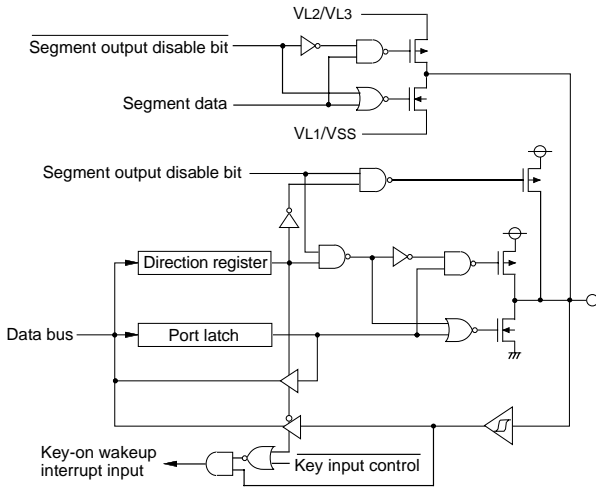 VL2/VL3
Segment output disable bit
Segment data
VL1/VSS
Segment output disable bit
Direction register
Data bus
Port latch
Key-on wakeup
interrupt input
Key input control